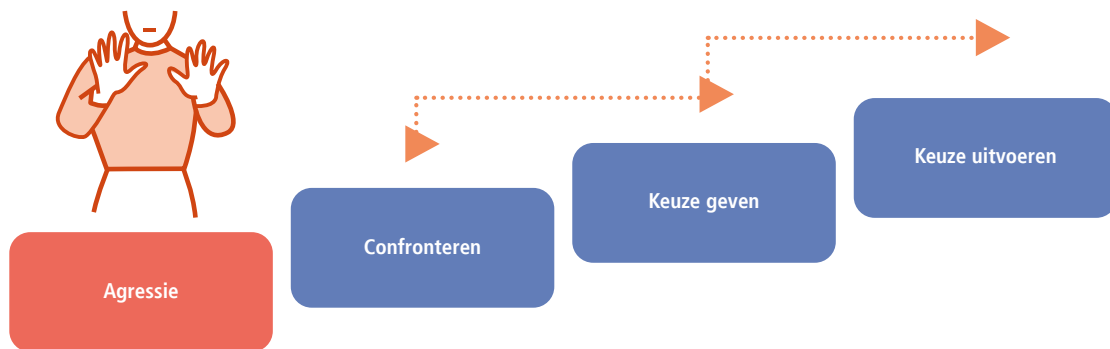 Agressie
Confronteren
Keuze geven
Keuze uitvoeren